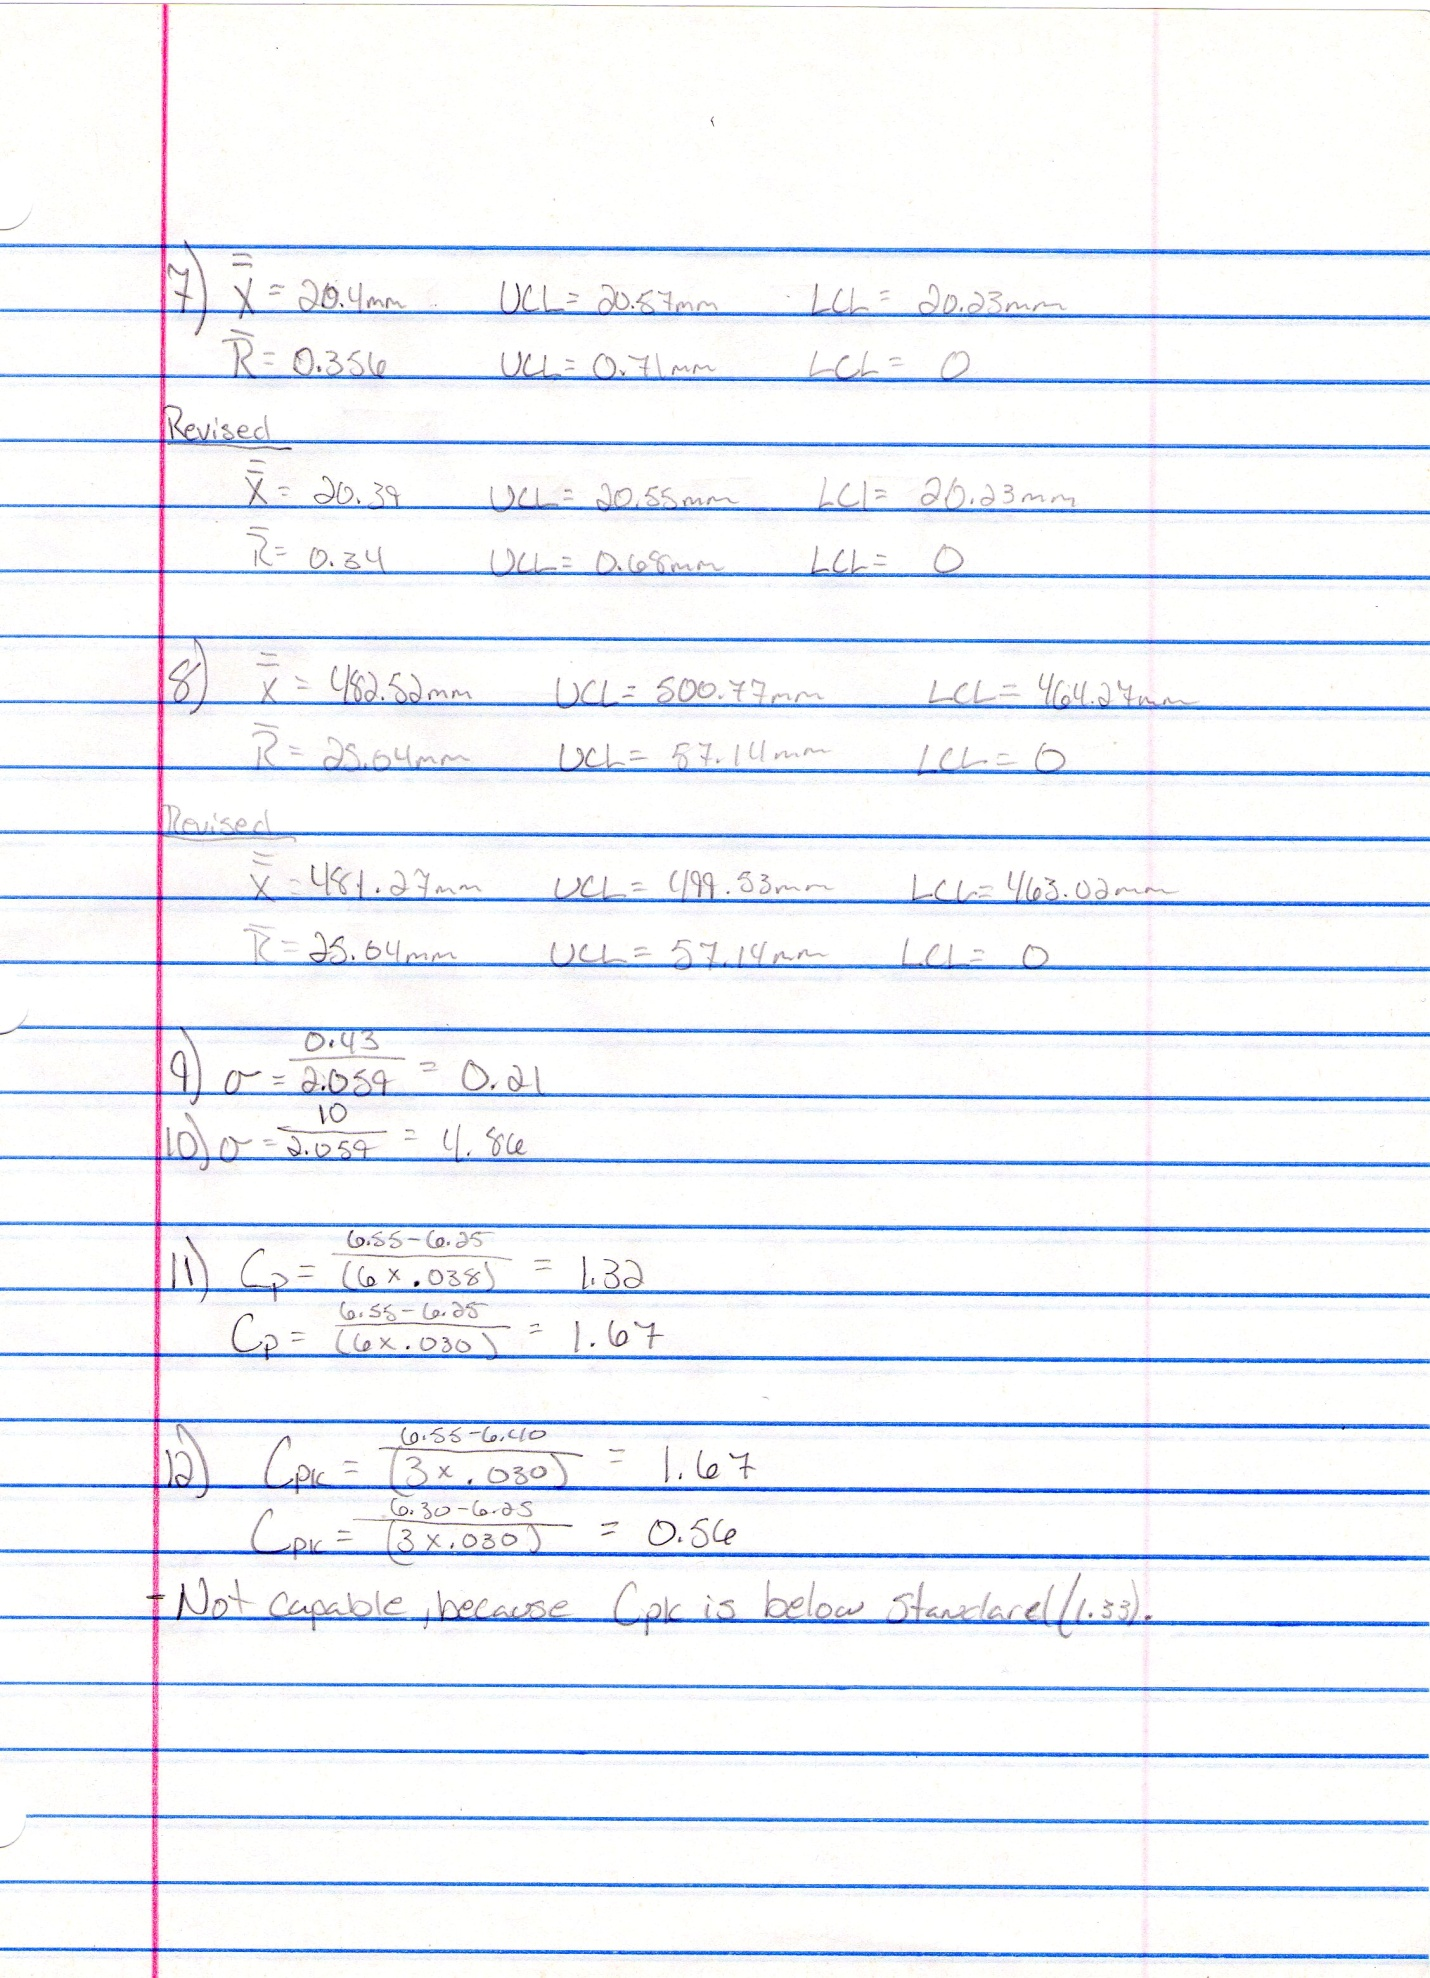 7) X̿ = 20.4mm UCL = 20.57mm LCL = 20.23mm
R̅ = 0.356 UCL = 0.71mm LCL = 0
Revised
X̿ = 20.39 UCL = 20.55mm LCL = 20.23mm
R̅ = 0.34 UCL = 0.68mm LCL = 0
8) X̿ = 482.52mm UCL = 500.77mm LCL = 464.27mm
R̅ = 25.04mm UCL = 57.14mm LCL = 0
Revised
X̿ = 481.27mm UCL = 499.53mm LCL = 463.02mm
R̅ = 25.04mm UCL = 57.14mm LCL = 0
9) σ = 0.43/2.059 = 0.21
10) σ = 10/2.059 = 4.86
11) Cp = 6.55-6.25/(6x.038) = 1.32
Cp = 6.55-6.25/(6x.030) = 1.67
12) Cpk = 6.55-6.40/(3x.030) = 1.67
Cpk = 6.30-6.25/(3x.030) = 0.56
- Not capable, because Cpk is below standard (1.33).